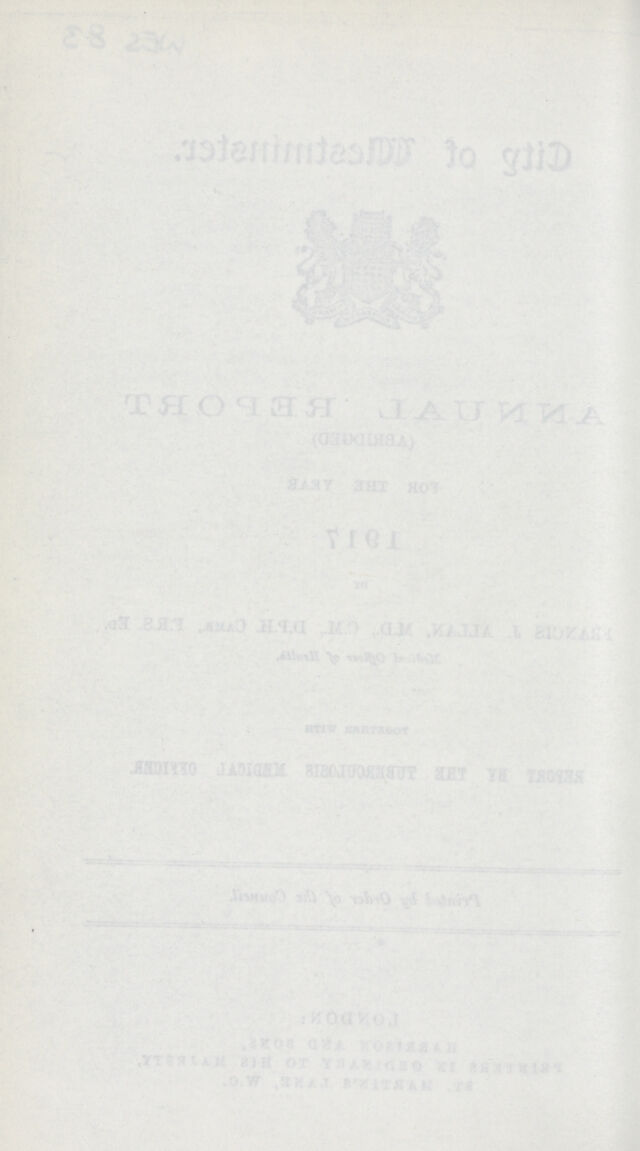 WES 83
City of Westminster.
ANNUAL REPORT
(ABRIDGED)
FOR THE YEAR
1917
BY
FRANCIS J. ALLAN, M.D., C.M., D.P.H. CAMB., F.R.S. ED.,
Medical Officer of Health.
TOGETHER WITH
REPORT BY THE TUBERCULOSIS MEDICAL OFFICER.
Printed by Order of the Council.
LONDON:
HARRISON AND SONS,
PRINTERS IN ORDINARY TO HIS MAJESTY,
ST. MARTIN'S LANE, W.C.